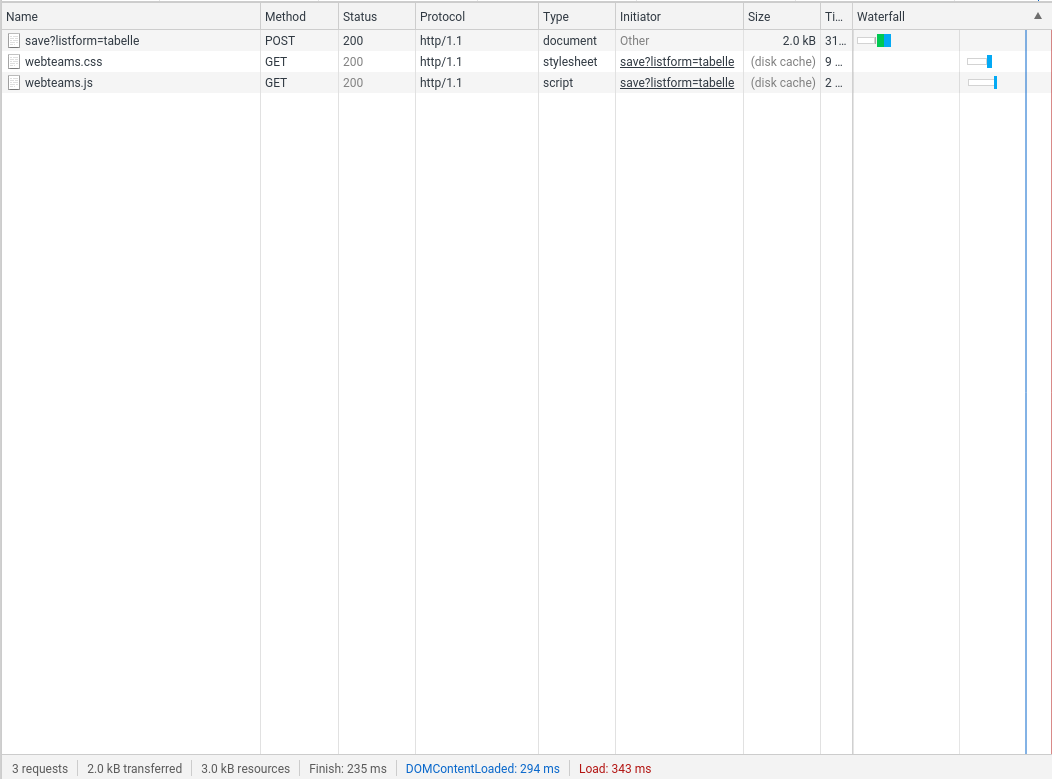 Name Method Status Protocol Type Initiator Size Ti... Waterfall
save?listform=tabelle POST 200 http/1.1 document Other 2.0 kB 31...
webteams.css GET 200 http/1.1 stylesheet save?listform=tabelle (disk cache) 9 ...
webteams.js GET 200 http/1.1 script save?listform=tabelle (disk cache) 2 ...
3 requests 2.0 kB transferred 3.0 kB resources Finish: 235 ms DOMContentLoaded: 294 ms Load: 343 ms